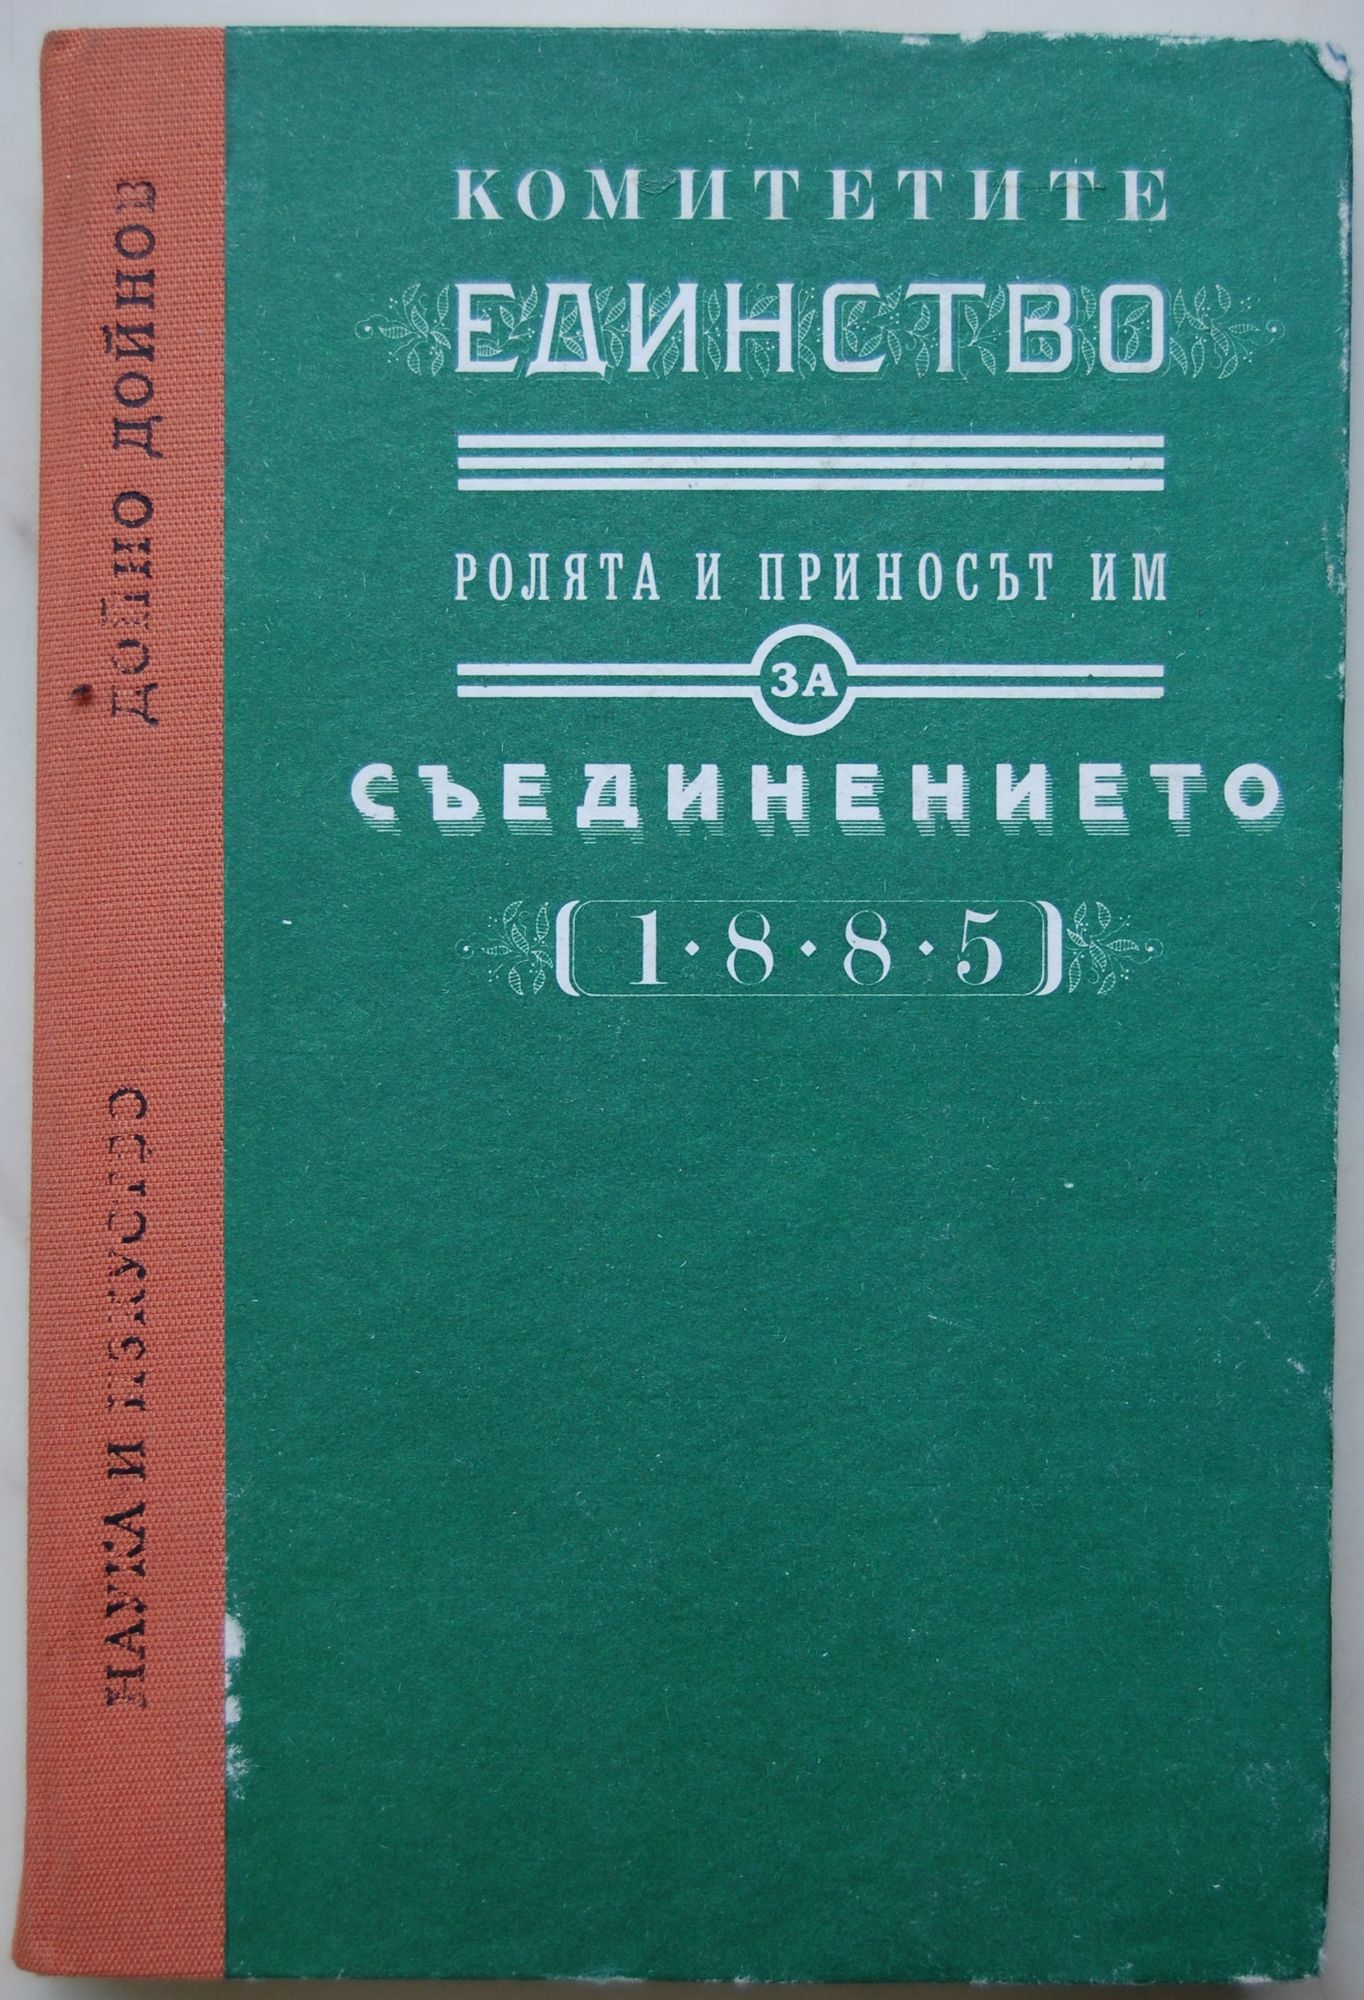 КОМИТЕТИТЕ
ЕДИНСТВО
РОЛЯТА И ПРИНОСЪТ ИМ
ЗА
СЪЕДИНЕНИЕТО
(1·8·8·5)
ДОЙНО ДОЙНОВ
НАУКА И ИЗКУСТВО